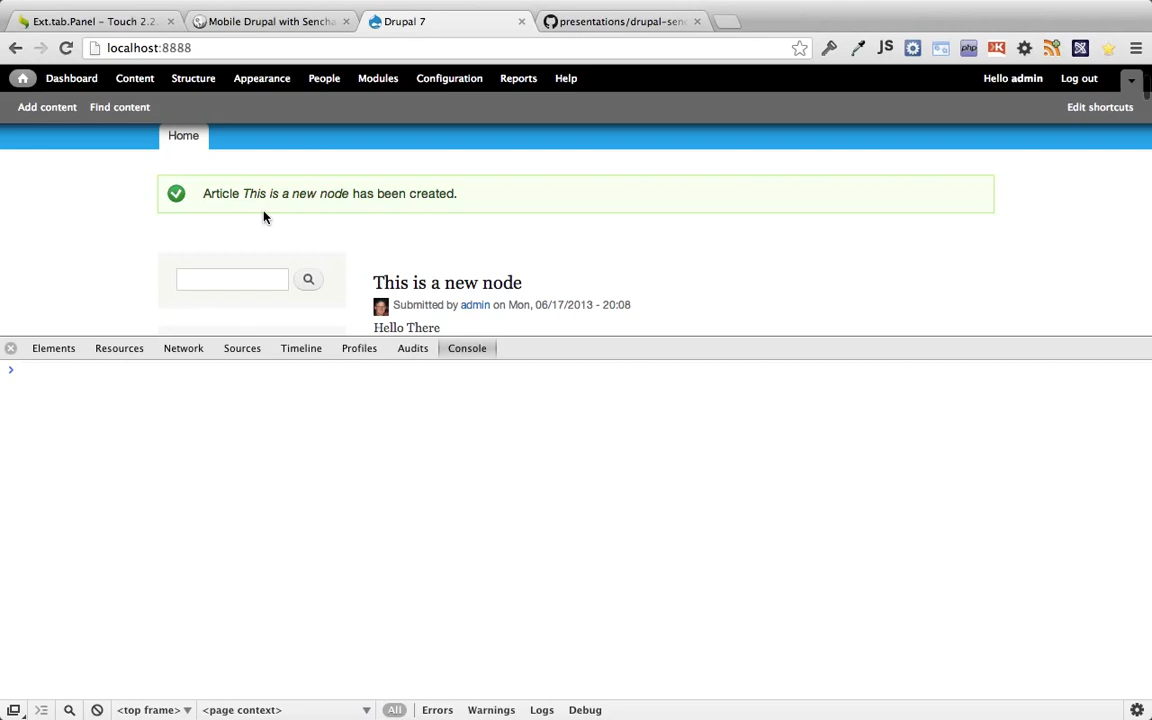 Ext.tab.Panel – Touch 2.2.
Mobile Drupal with Sencha
Drupal 7
presentations/drupal-sen
localhost:8888
JS
php
Dashboard Content Structure Appearance People Modules Configuration Reports Help Hello admin Log out
Add content Find content Edit shortcuts
Home
Article This is a new node has been created.
This is a new node
Submitted by admin on Mon, 06/17/2013 - 20:08
Hello There
Elements Resources Network Sources Timeline Profiles Audits Console
<top frame> <page context> All Errors Warnings Logs Debug